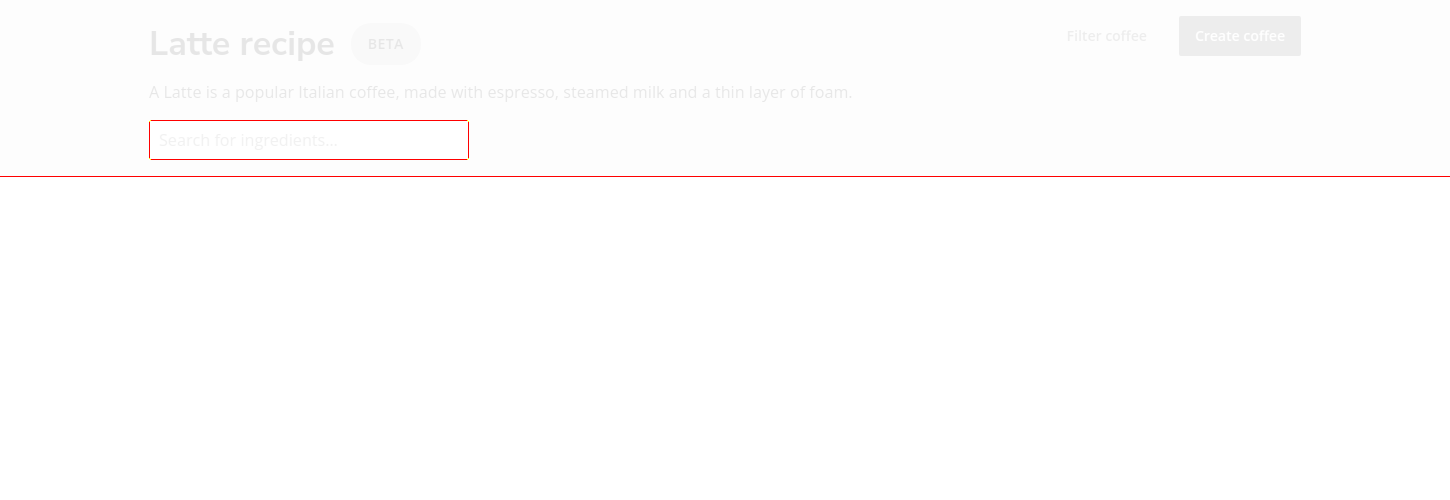 Latte recipe BETA
Filter coffee
Create coffee
A Latte is a popular Italian coffee, made with espresso, steamed milk and a thin layer of foam.
Search for ingredients...